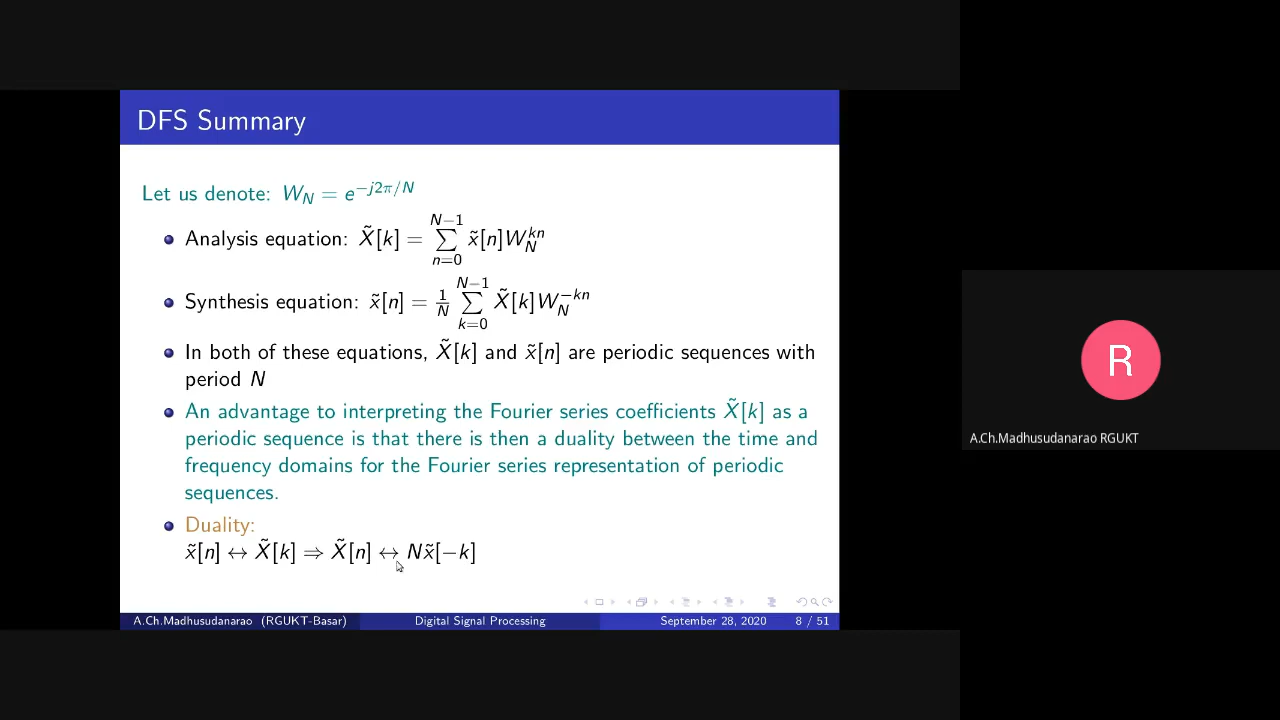 DFS Summary
Let us denote: W_N = e^{−j2π/N}
Analysis equation: X̃[k] = ∑_{n=0}^{N−1} x̃[n]W_N^{kn}
Synthesis equation: x̃[n] = 1/N ∑_{k=0}^{N−1} X̃[k]W_N^{−kn}
In both of these equations, X̃[k] and x̃[n] are periodic sequences with
period N
An advantage to interpreting the Fourier series coefficients X̃[k] as a
periodic sequence is that there is then a duality between the time and
frequency domains for the Fourier series representation of periodic
sequences.
Duality:
x̃[n] ↔ X̃[k] ⇒ X̃[n] ↔ Nx̃[−k]
A.Ch.Madhusudanarao (RGUKT-Basar) Digital Signal Processing September 28, 2020 8 / 51
R
A.Ch.Madhusudanarao RGUKT